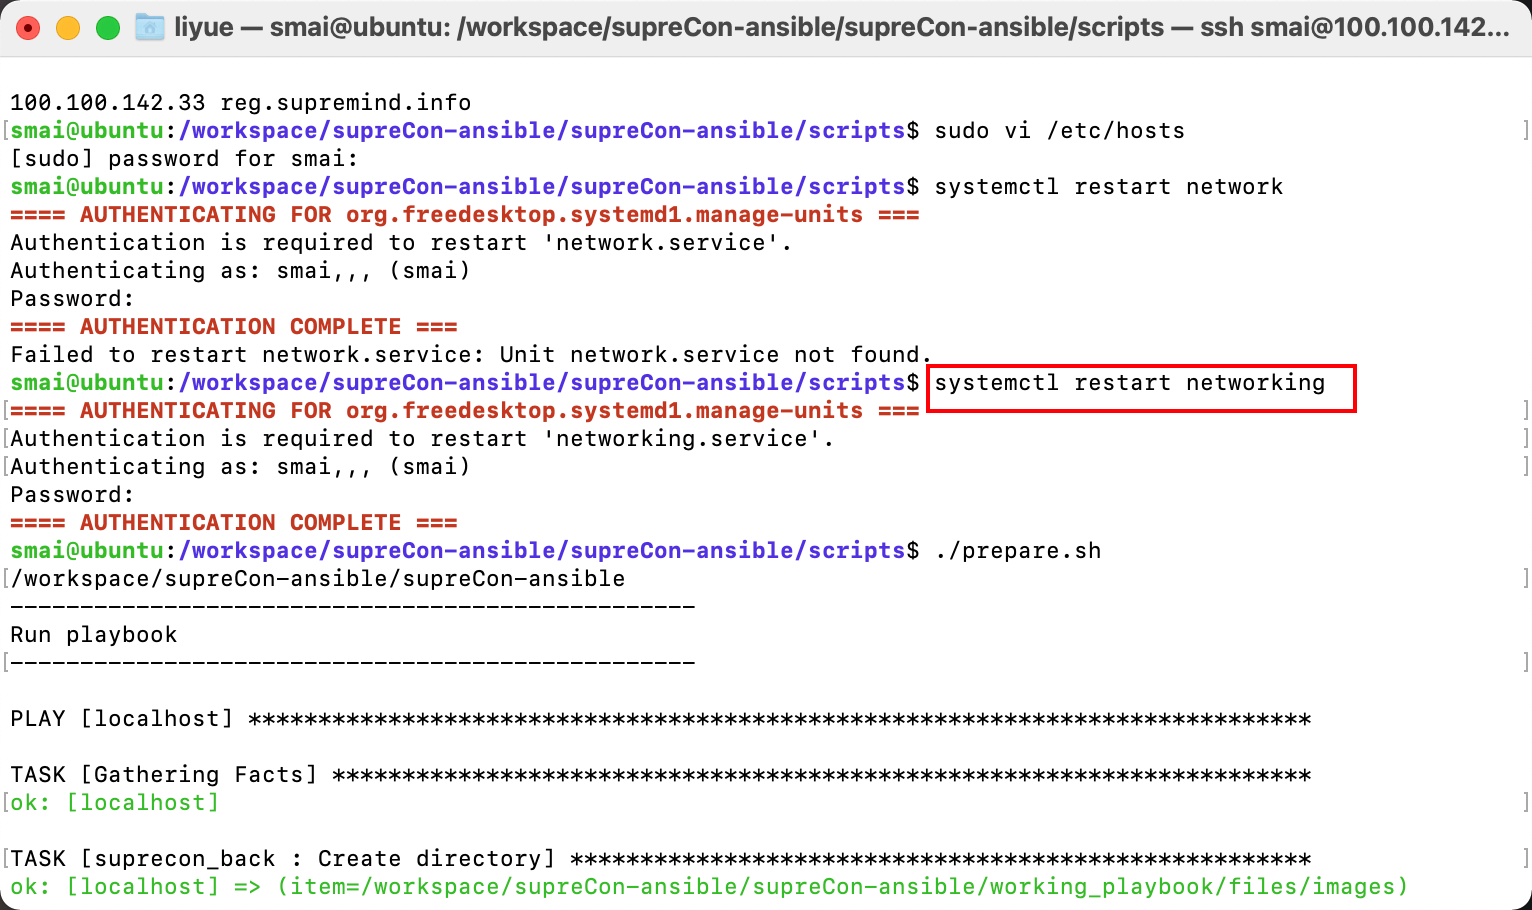 liyue — smai@ubuntu: /workspace/supreCon-ansible/supreCon-ansible/scripts — ssh smai@100.100.142...
100.100.142.33 reg.supremind.info
[smai@ubuntu:/workspace/supreCon-ansible/supreCon-ansible/scripts$ sudo vi /etc/hosts ]
[sudo] password for smai:
smai@ubuntu:/workspace/supreCon-ansible/supreCon-ansible/scripts$ systemctl restart network
==== AUTHENTICATING FOR org.freedesktop.systemd1.manage-units ===
Authentication is required to restart 'network.service'.
Authenticating as: smai,,, (smai)
Password:
==== AUTHENTICATION COMPLETE ===
Failed to restart network.service: Unit network.service not found.
smai@ubuntu:/workspace/supreCon-ansible/supreCon-ansible/scripts$ systemctl restart networking
[==== AUTHENTICATING FOR org.freedesktop.systemd1.manage-units === ]
[Authentication is required to restart 'networking.service'. ]
[Authenticating as: smai,,, (smai) ]
Password:
==== AUTHENTICATION COMPLETE ===
smai@ubuntu:/workspace/supreCon-ansible/supreCon-ansible/scripts$ ./prepare.sh
[/workspace/supreCon-ansible/supreCon-ansible ]
-------------------------------------------------
Run playbook
[------------------------------------------------- ]
PLAY [localhost] ****************************************************************************
TASK [Gathering Facts] **********************************************************************
[ok: [localhost] ]
[TASK [suprecon_back : Create directory] ***************************************************** ]
ok: [localhost] => (item=/workspace/supreCon-ansible/supreCon-ansible/working_playbook/files/images)